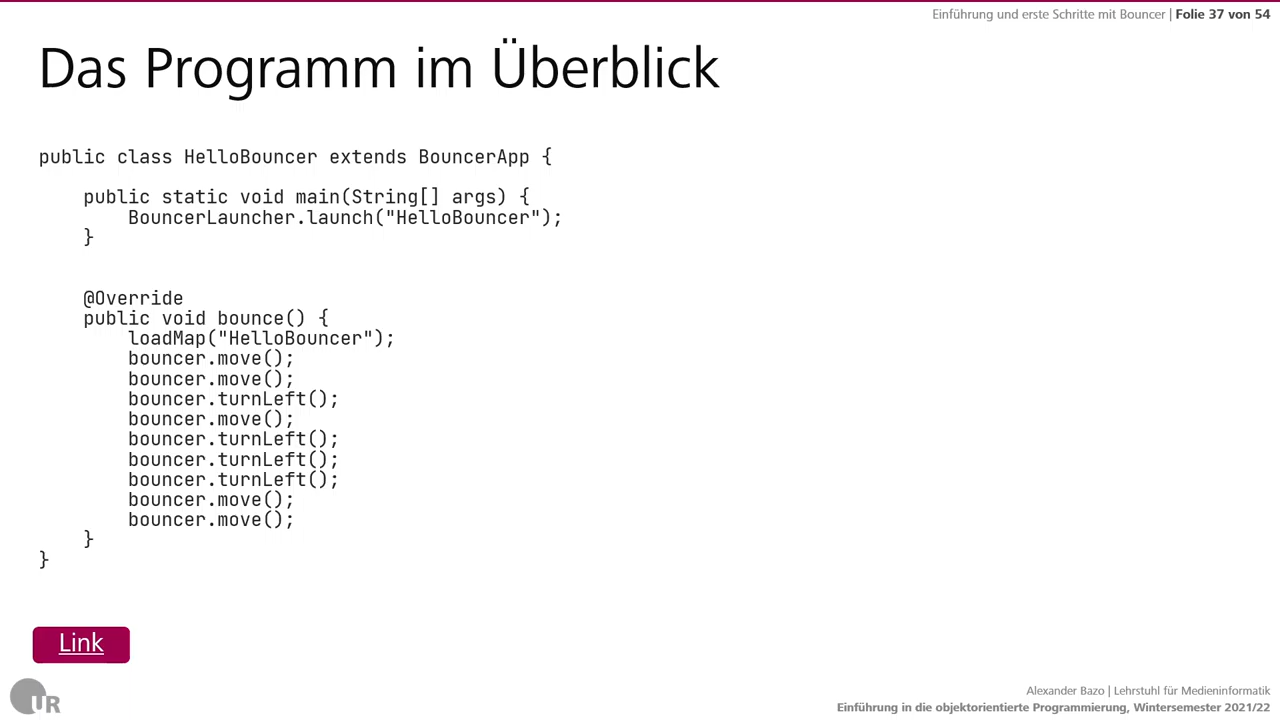 Einführung und erste Schritte mit Bouncer | Folie 37 von 54
Das Programm im Überblick
public class HelloBouncer extends BouncerApp {
    public static void main(String[] args) {
        BouncerLauncher.launch("HelloBouncer");
    }
    @Override
    public void bounce() {
        loadMap("HelloBouncer");
        bouncer.move();
        bouncer.move();
        bouncer.turnLeft();
        bouncer.move();
        bouncer.turnLeft();
        bouncer.turnLeft();
        bouncer.turnLeft();
        bouncer.move();
        bouncer.move();
    }
}
Link
UR
Alexander Bazo | Lehrstuhl für Medieninformatik
Einführung in die objektorientierte Programmierung, Wintersemester 2021/22